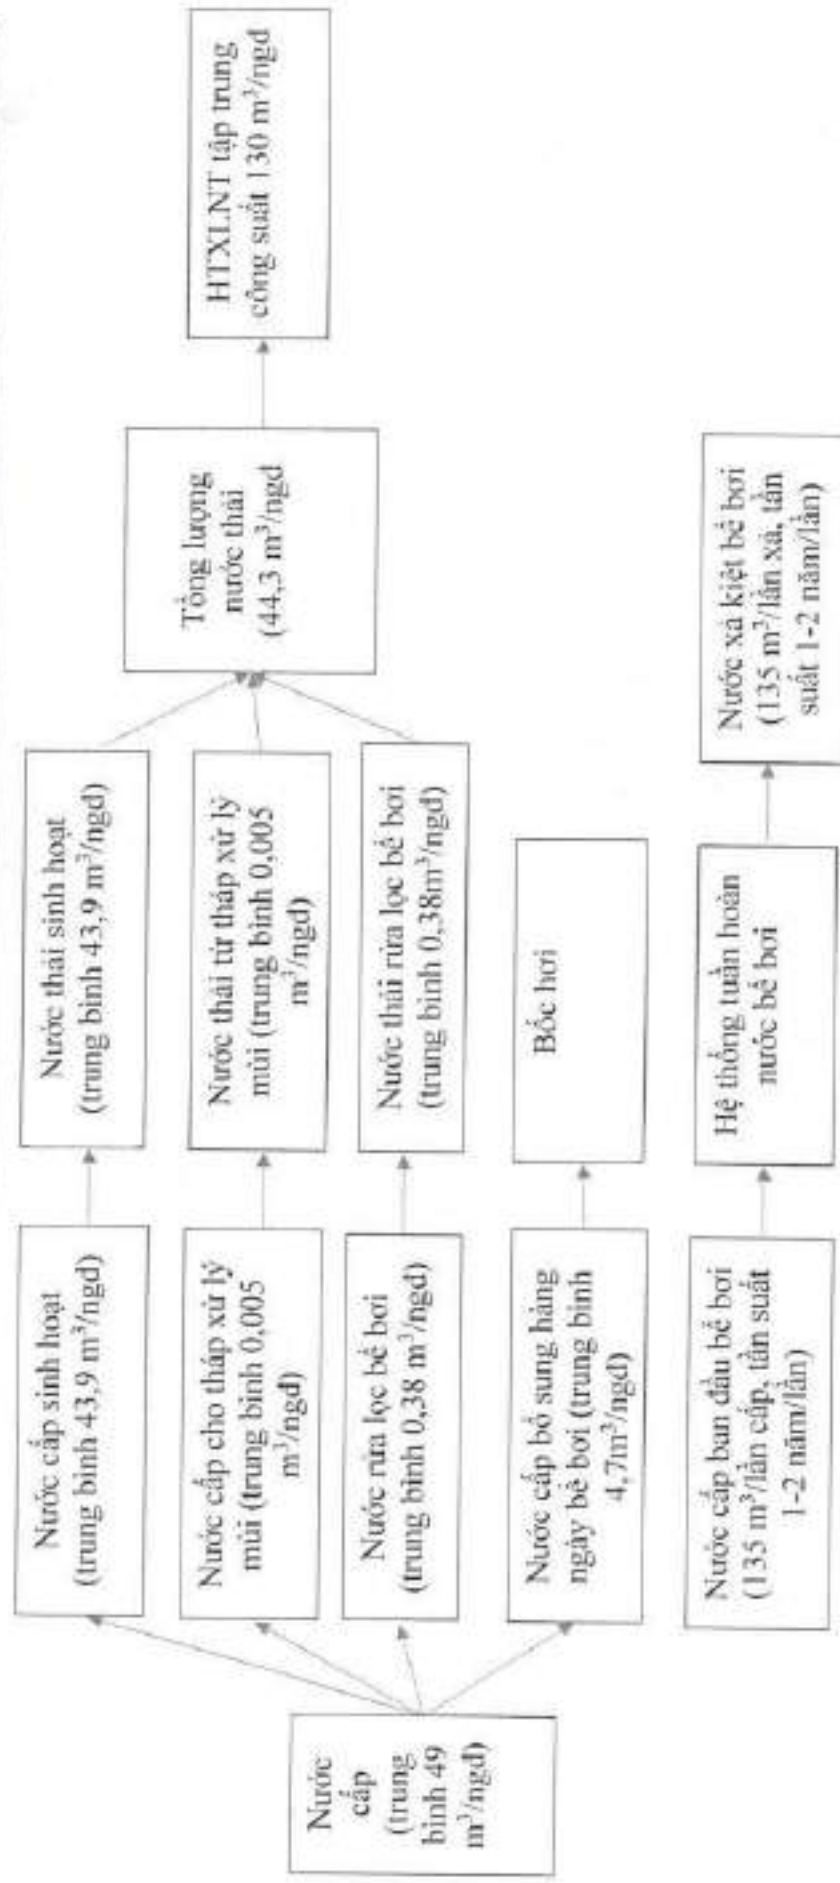 Nước
cấp
(trung
bình 49
m³/ngđ)
Nước cấp sinh hoạt
(trung bình 43,9 m³/ngđ)
Nước cấp cho tháp xử lý
mùi (trung bình 0,005
m³/ngđ)
Nước rửa lọc bể bơi
(trung bình 0,38 m³/ngđ)
Nước cấp bổ sung hàng
ngày bể bơi (trung bình
4,7m³/ngđ)
Nước cấp ban đầu bể bơi
(135 m³/lần cấp, tần suất
1-2 năm/lần)
Nước thải sinh hoạt
(trung bình 43,9 m³/ngđ)
Nước thải từ tháp xử lý
mùi (trung bình 0,005
m³/ngđ)
Nước thải rửa lọc bể bơi
(trung bình 0,38m³/ngđ)
Bốc hơi
Hệ thống tuần hoàn
nước bể bơi
Tổng lượng
nước thải
(44,3 m³/ngđ
Nước xả kiệt bể bơi
(135 m³/lần xả, tần
suất 1-2 năm/lần)
HTXLNT tập trung
công suất 130 m³/ngđ